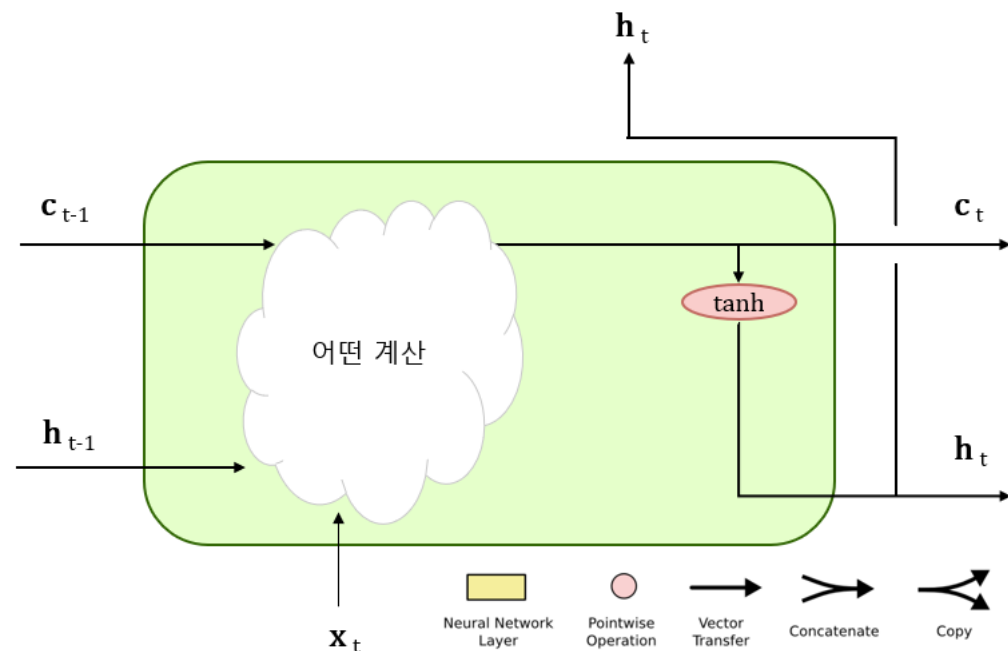 h t
c t-1
c t
tanh
어떤 계산
h t-1
h t
x t
Neural Network
Layer
Pointwise
Operation
Vector
Transfer
Concatenate
Copy